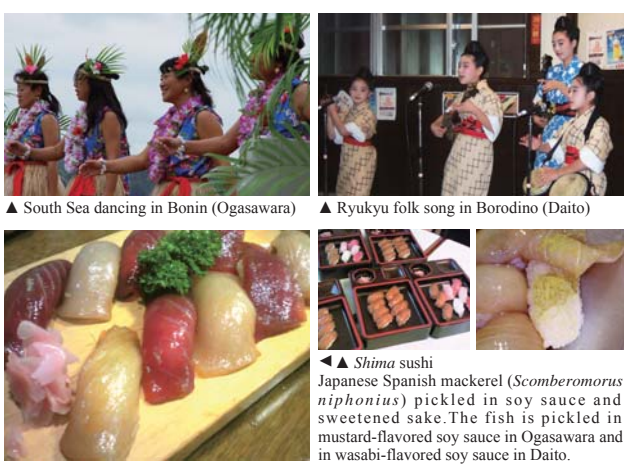 ▲ South Sea dancing in Bonin (Ogasawara)
▲ Ryukyu folk song in Borodino (Daito)
◀ ▲ Shima sushi
Japanese Spanish mackerel (Scomberomorus
niphonius) pickled in soy sauce and
sweetened sake.The fish is pickled in
mustard-flavored soy sauce in Ogasawara and
in wasabi-flavored soy sauce in Daito.